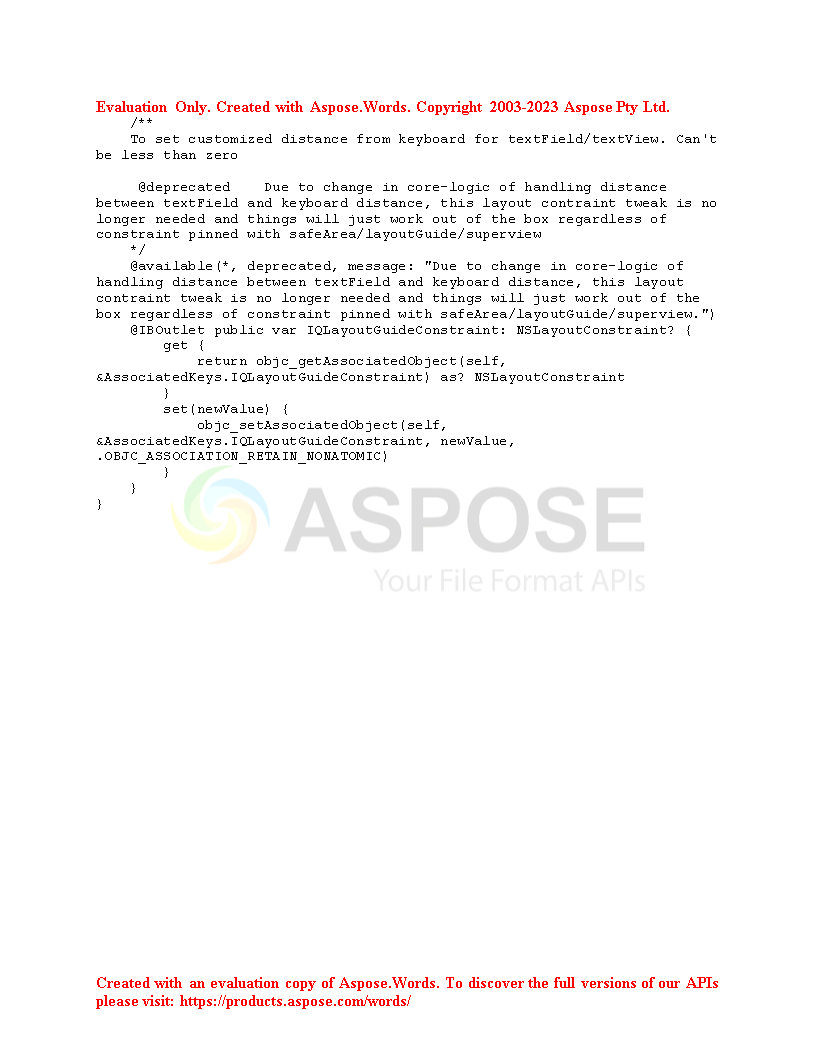 Evaluation Only. Created with Aspose.Words. Copyright 2003-2023 Aspose Pty Ltd.
/**
To set customized distance from keyboard for textField/textView. Can't
be less than zero
@deprecated    Due to change in core-logic of handling distance
between textField and keyboard distance, this layout contraint tweak is no
longer needed and things will just work out of the box regardless of
constraint pinned with safeArea/layoutGuide/superview
*/
@available(*, deprecated, message: "Due to change in core-logic of
handling distance between textField and keyboard distance, this layout
contraint tweak is no longer needed and things will just work out of the
box regardless of constraint pinned with safeArea/layoutGuide/superview.")
@IBOutlet public var IQLayoutGuideConstraint: NSLayoutConstraint? {
get {
return objc_getAssociatedObject(self,
&AssociatedKeys.IQLayoutGuideConstraint) as? NSLayoutConstraint
}
set(newValue) {
objc_setAssociatedObject(self,
&AssociatedKeys.IQLayoutGuideConstraint, newValue,
.OBJC_ASSOCIATION_RETAIN_NONATOMIC)
}
}
}
ASPOSE
Your File Format APIs
Created with an evaluation copy of Aspose.Words. To discover the full versions of our APIs
please visit: https://products.aspose.com/words/